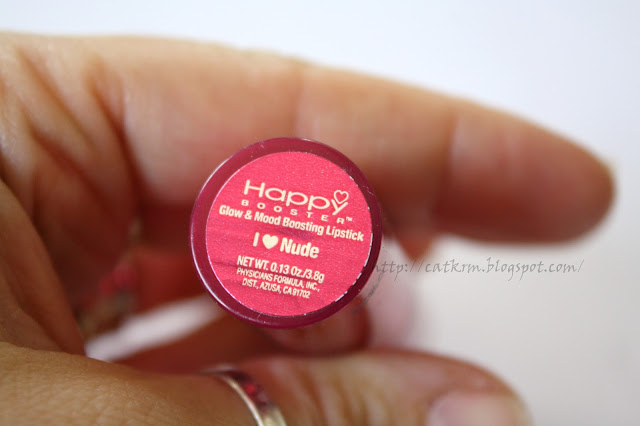 Happy
BOOSTER™
Glow & Mood Boosting Lipstick
I ♥ Nude
NET WT. 0.13 Oz./3.8g
PHYSICIANS FORMULA, INC.,
DIST., AZUSA, CA 91702
http://catkrm.blogspot.com/